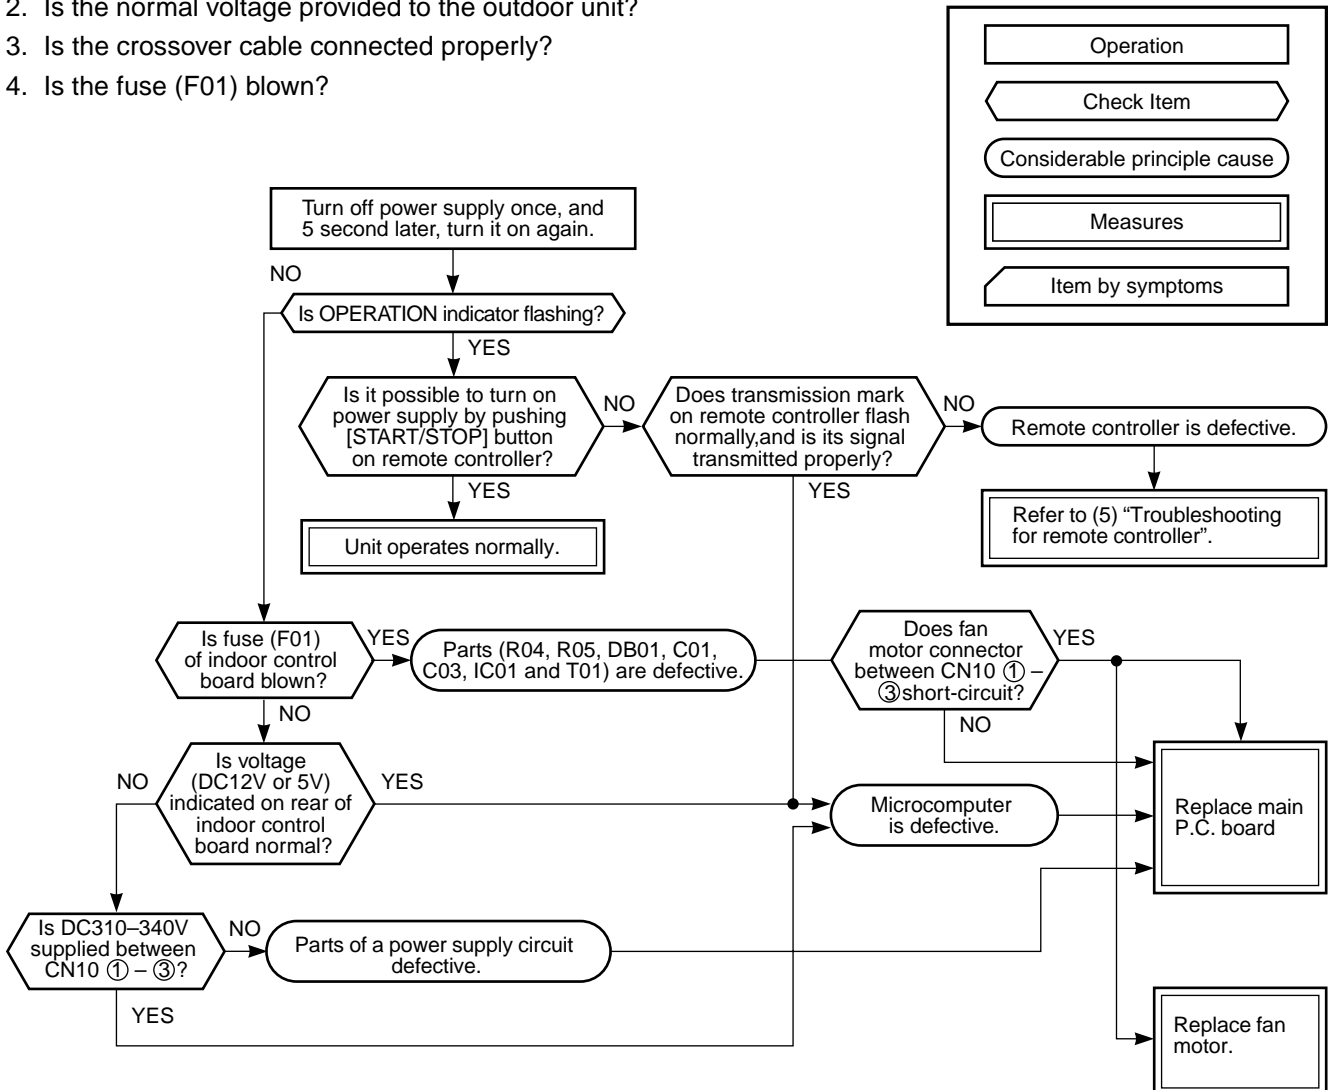 2. Is the normal voltage provided to the outdoor unit?
3. Is the crossover cable connected properly?
4. Is the fuse (F01) blown?
Operation
Check Item
Considerable principle cause
Measures
Item by symptoms
Turn off power supply once, and
5 second later, turn it on again.
NO
Is OPERATION indicator flashing?
YES
Is it possible to turn on
power supply by pushing
[START/STOP] button
on remote controller?
NO
Does transmission mark
on remote controller flash
normally,and is its signal
transmitted properly?
NO
Remote controller is defective.
YES
YES
Unit operates normally.
Refer to (5) “Troubleshooting
for remote controller”.
Is fuse (F01)
of indoor control
board blown?
YES
Parts (R04, R05, DB01, C01,
C03, IC01 and T01) are defective.
Does fan
motor connector
between CN10 ① –
③short-circuit?
YES
NO
NO
Is voltage
(DC12V or 5V)
indicated on rear of
indoor control
board normal?
NO
YES
Microcomputer
is defective.
Replace main
P.C. board
Is DC310–340V
supplied between
CN10 ① – ③?
NO
Parts of a power supply circuit
defective.
YES
Replace fan
motor.